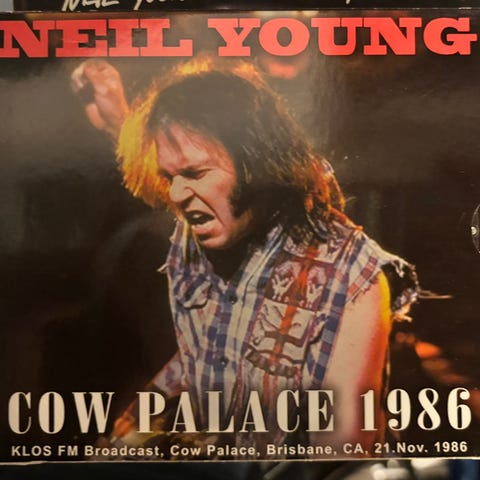 NEIL YOUNG
COW PALACE 1986
KLOS FM Broadcast, Cow Palace, Brisbane, CA, 21.Nov. 1986